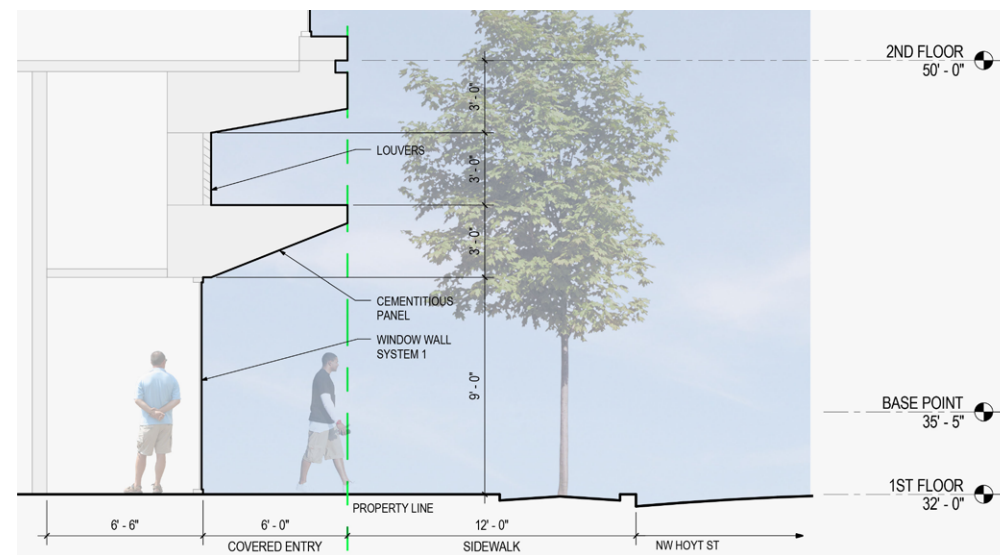 2ND FLOOR
50' - 0"
3' - 0"
LOUVERS
3' - 0"
3' - 0"
CEMENTITIOUS
PANEL
WINDOW WALL
SYSTEM 1
9' - 0"
BASE POINT
35' - 5"
1ST FLOOR
32' - 0"
PROPERTY LINE
6' - 6"
6' - 0"
12' - 0"
COVERED ENTRY
SIDEWALK
NW HOYT ST